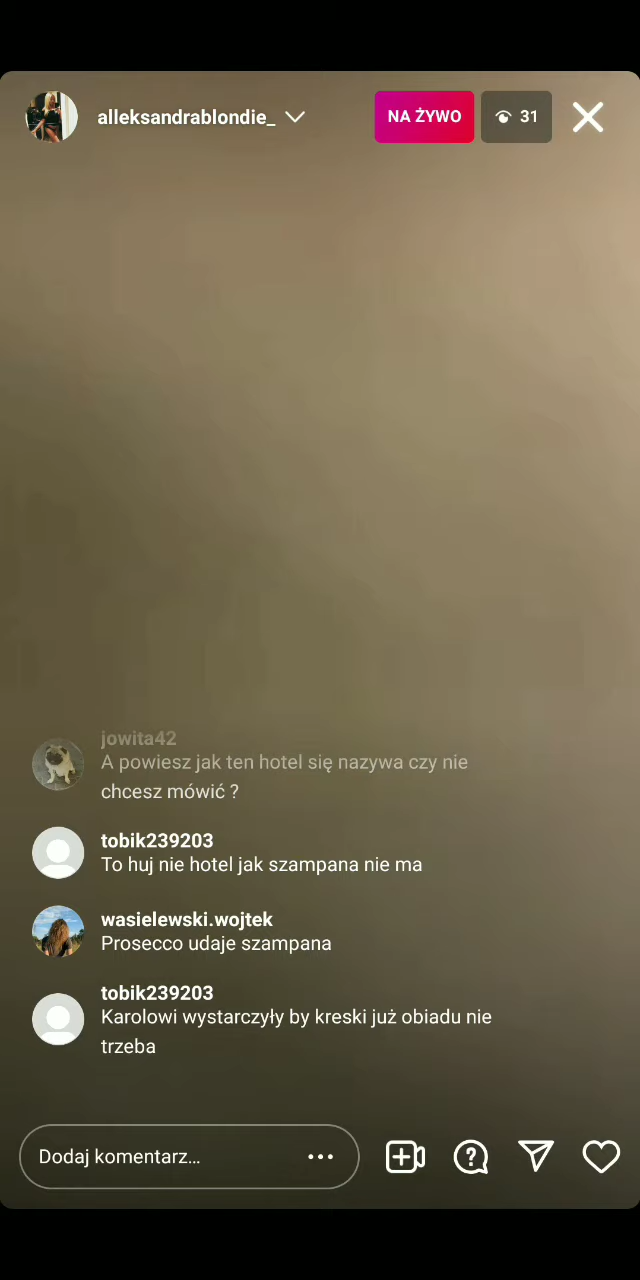 alleksandrablondie_
NA ŻYWO
31
jowita42
A powiesz jak ten hotel się nazywa czy nie
chcesz mówić ?
tobik239203
To huj nie hotel jak szampana nie ma
wasielewski.wojtek
Prosecco udaje szampana
tobik239203
Karolowi wystarczyły by kreski już obiadu nie
trzeba
Dodaj komentarz...